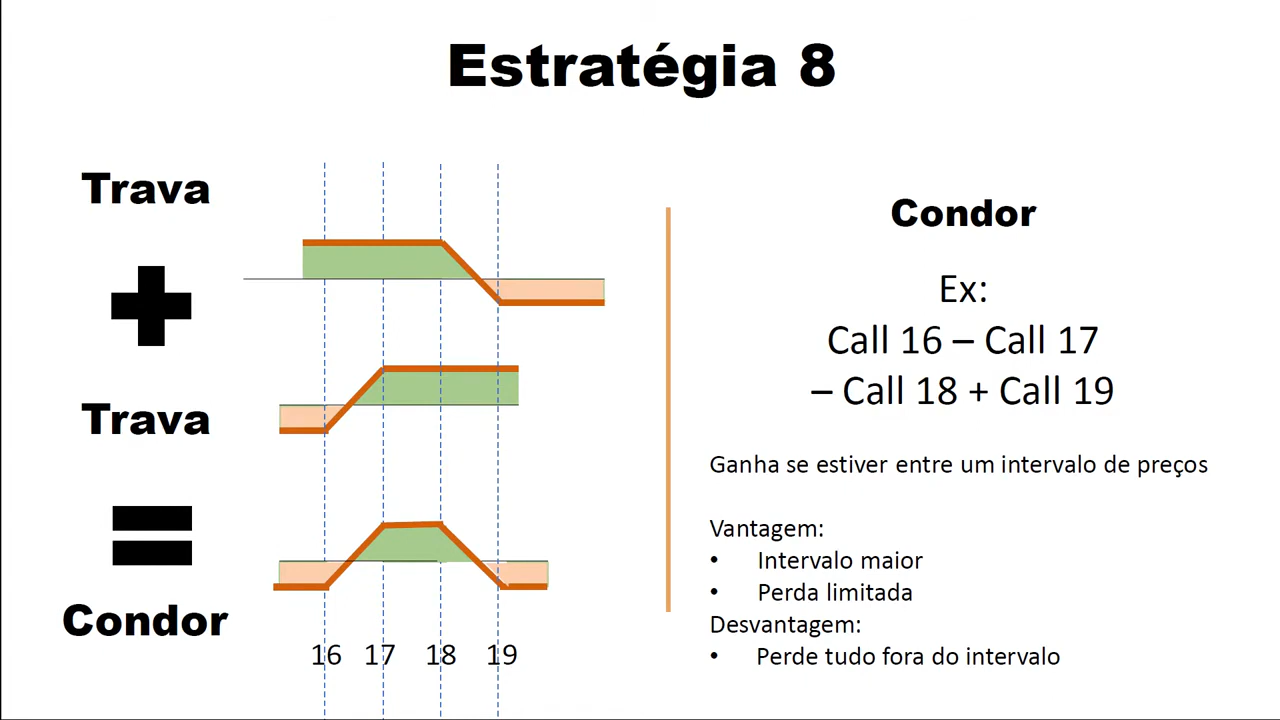 Estratégia 8
Trava
Trava
Condor
16 17 18 19
Condor
Ex:
Call 16 – Call 17
– Call 18 + Call 19
Ganha se estiver entre um intervalo de preços
Vantagem:
• Intervalo maior
• Perda limitada
Desvantagem:
• Perde tudo fora do intervalo